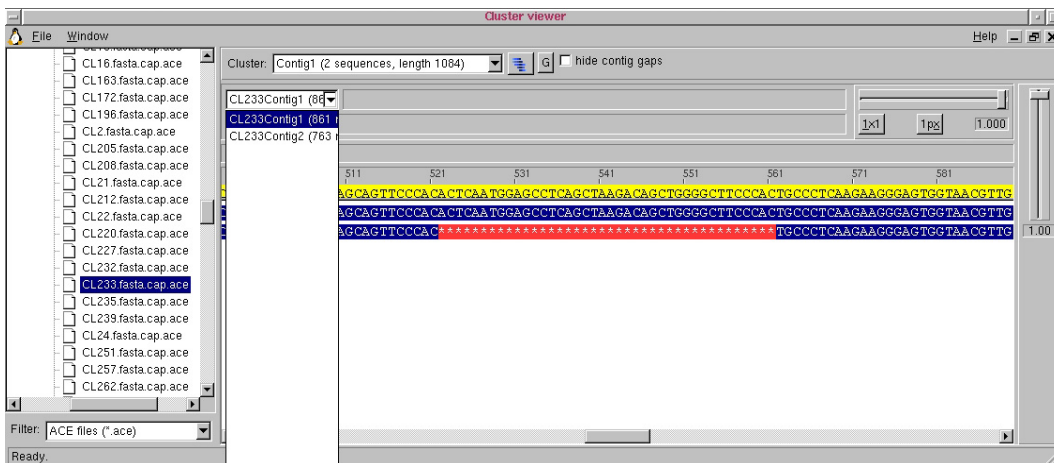 Cluster viewer
File Window Help
CL16.fasta.cap.ace
CL163.fasta.cap.ace
CL172.fasta.cap.ace
CL196.fasta.cap.ace
CL2.fasta.cap.ace
CL205.fasta.cap.ace
CL208.fasta.cap.ace
CL21.fasta.cap.ace
CL212.fasta.cap.ace
CL22.fasta.cap.ace
CL220.fasta.cap.ace
CL227.fasta.cap.ace
CL232.fasta.cap.ace
CL233.fasta.cap.ace
CL235.fasta.cap.ace
CL239.fasta.cap.ace
CL24.fasta.cap.ace
CL251.fasta.cap.ace
CL257.fasta.cap.ace
CL262.fasta.cap.ace
Filter: ACE files (*.ace)
Ready.
Cluster: Contig1 (2 sequences, length 1084) G hide contig gaps
CL233Contig1 (86
CL233Contig1 (861 r
CL233Contig2 (763 r
1x1 1px 1.000
511 521 531 541 551 561 571 581
AGCAGTTCCCACACTCAATGGAGCCTCAGCTAAGACAGCTGGGGCTTCCCACTGCCCTCAAGAAGGGAGTGGTAACGTTG
AGCAGTTCCCACACTCAATGGAGCCTCAGCTAAGACAGCTGGGGCTTCCCACTGCCCTCAAGAAGGGAGTGGTAACGTTG
AGCAGTTCCCAC****************************************TGCCCTCAAGAAGGGAGTGGTAACGTTG
1.00